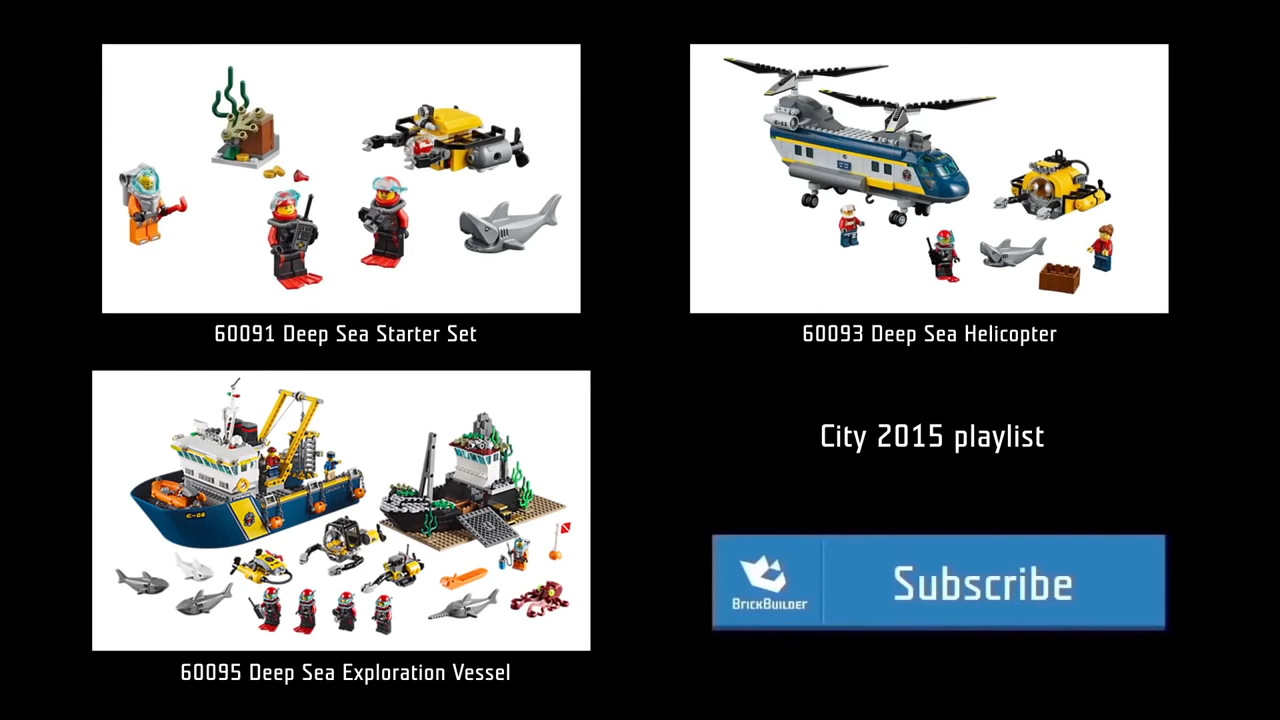 60091 Deep Sea Starter Set
60093 Deep Sea Helicopter
60095 Deep Sea Exploration Vessel
City 2015 playlist
BRICKBUILDER
Subscribe